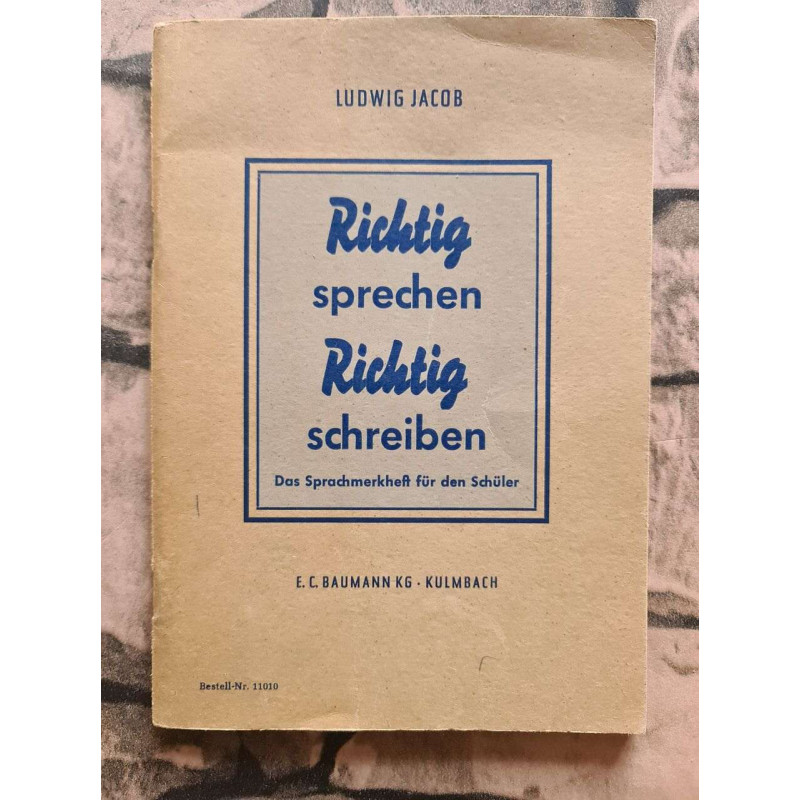 LUDWIG JACOB
Richtig
sprechen
Richtig
schreiben
Das Sprachmerkheft für den Schüler
E. C. BAUMANN KG · KULMBACH
Bestell-Nr. 11010